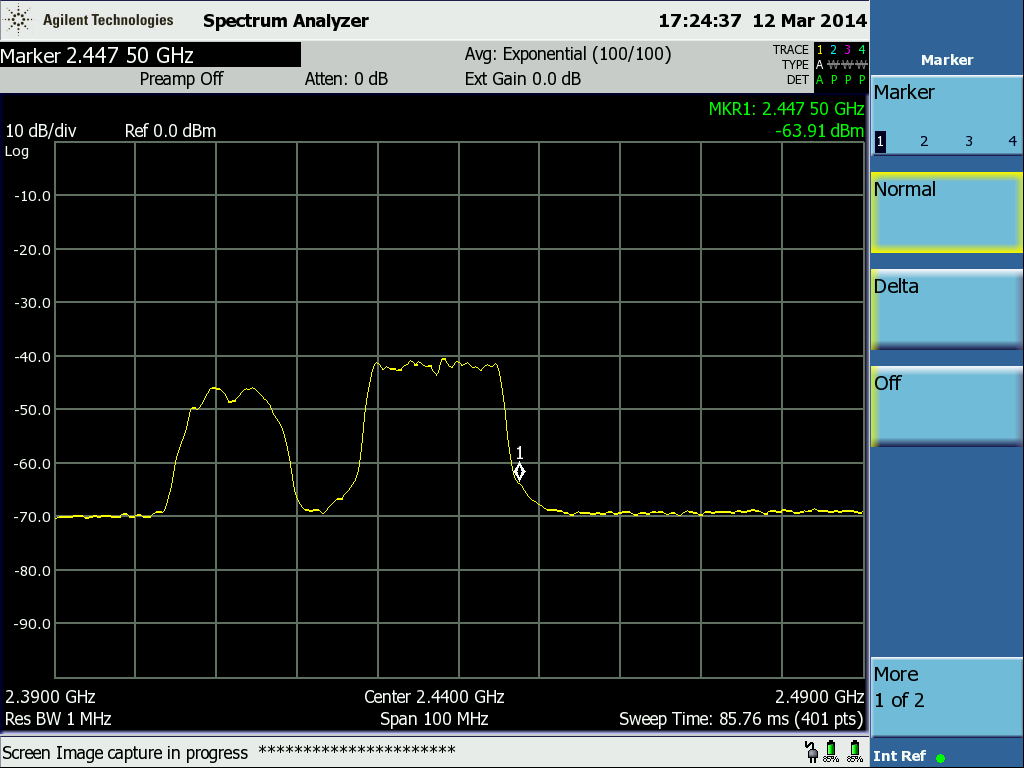 Agilent Technologies Spectrum Analyzer 17:24:37 12 Mar 2014
Marker 2.447 50 GHz Avg: Exponential (100/100) TRACE 1 2 3 4
TYPE A W W W
Preamp Off Atten: 0 dB Ext Gain 0.0 dB DET A P P P
MKR1: 2.447 50 GHz
10 dB/div Ref 0.0 dBm -63.91 dBm
Log
-10.0
-20.0
-30.0
-40.0
-50.0
1
-60.0
-70.0
-80.0
-90.0
2.3900 GHz Center 2.4400 GHz 2.4900 GHz
Res BW 1 MHz Span 100 MHz Sweep Time: 85.76 ms (401 pts)
Screen Image capture in progress **********************
85% 85%
Marker
Marker
1 2 3 4
Normal
Delta
Off
More
1 of 2
Int Ref